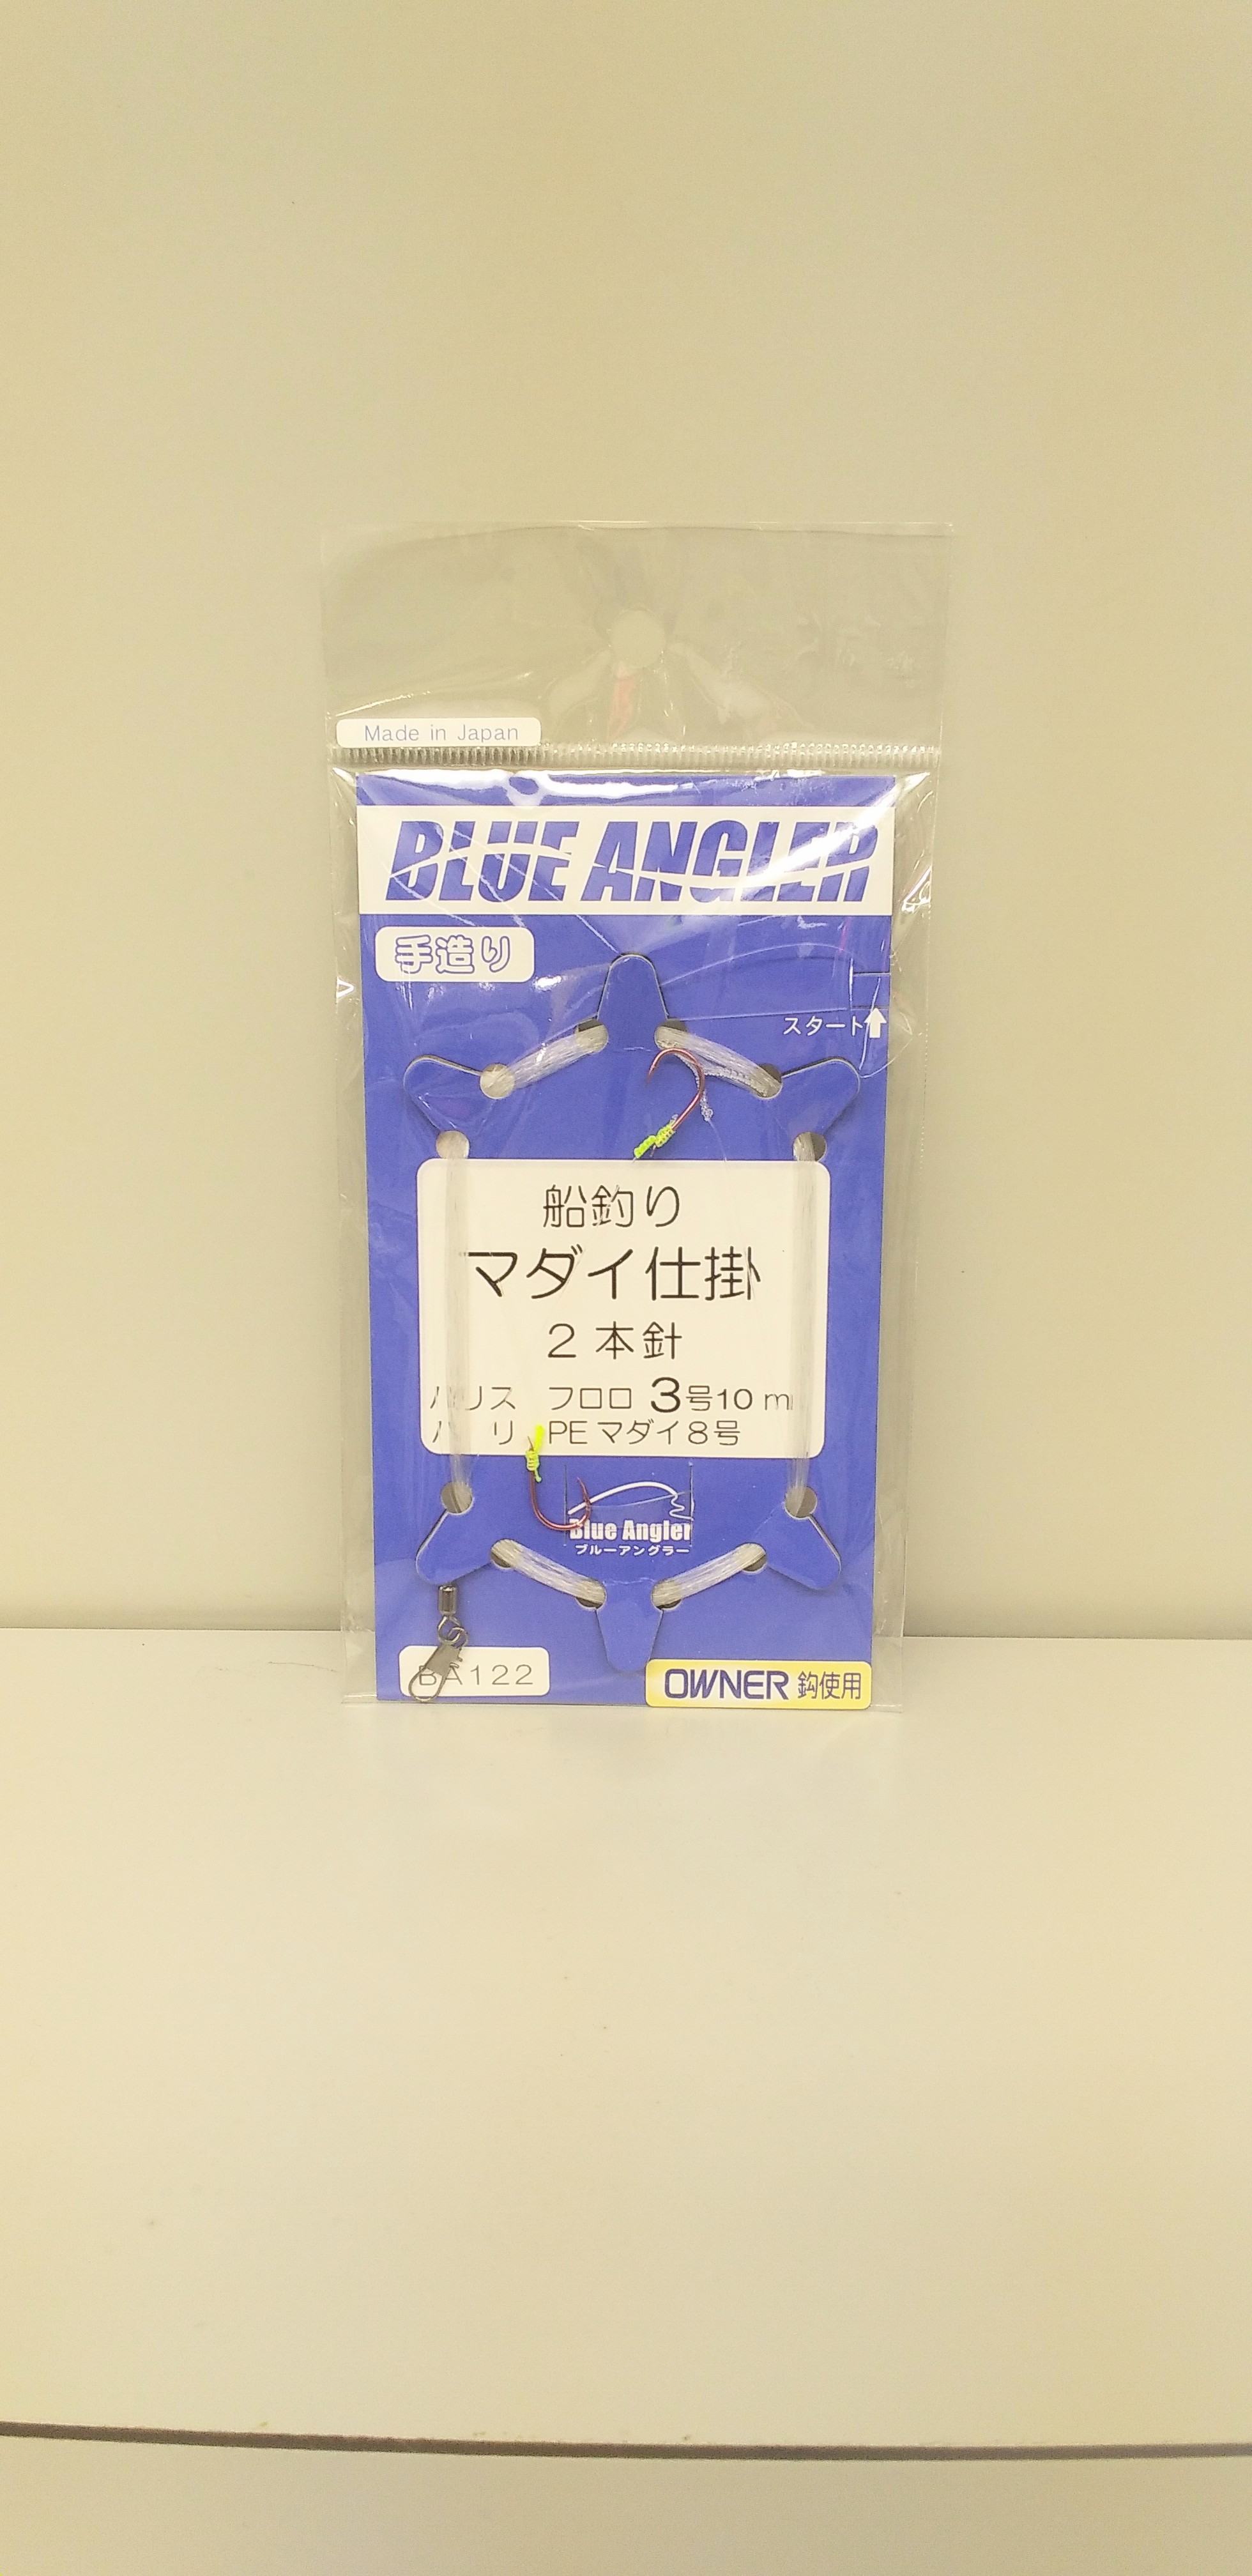 Made in Japan
BLUE ANGLER
手造り
スタート
船釣り
マダイ仕掛
2本針
ハリス フロロ 3号10m
ハリ PEマダイ8号
Blue Angler
ブルーアングラー
BA122
OWNER 鈎使用